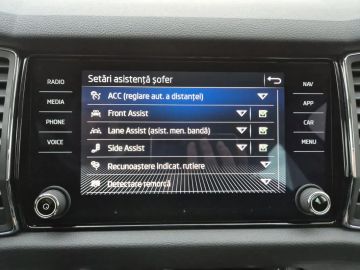 RADIO
MEDIA
PHONE
VOICE
Setări asistență șofer
ACC (reglare aut. a distanței)
Front Assist
Lane Assist (asist. men. bandă)
Side Assist
Recunoaștere indicat. rutiere
Detectare remorcă
NAV
APP
CAR
MENU